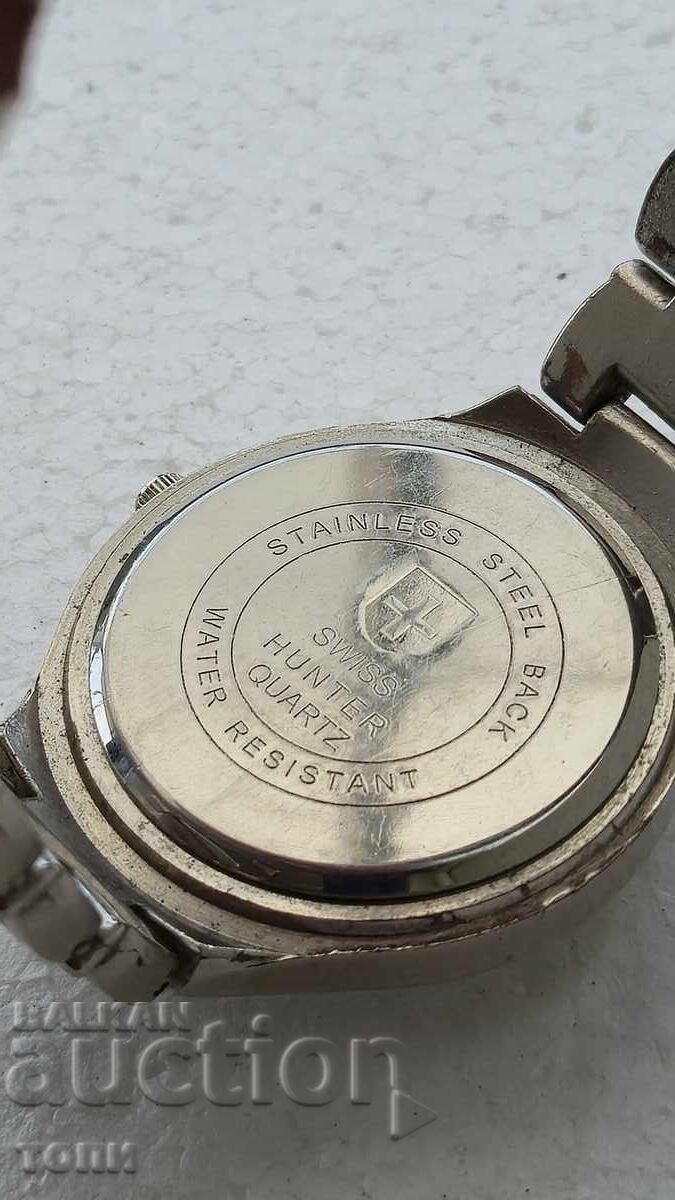 STAINLESS STEEL BACK
SWISS
HUNTER
QUARTZ
WATER RESISTANT
BALKAN
auction
топи